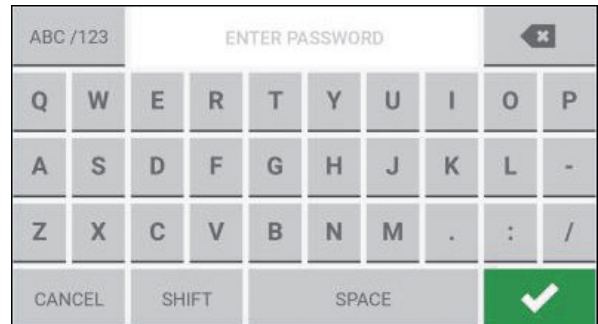 ABC /123 ENTER PASSWORD
Q W E R T Y U I O P
A S D F G H J K L -
Z X C V B N M . : /
CANCEL SHIFT SPACE